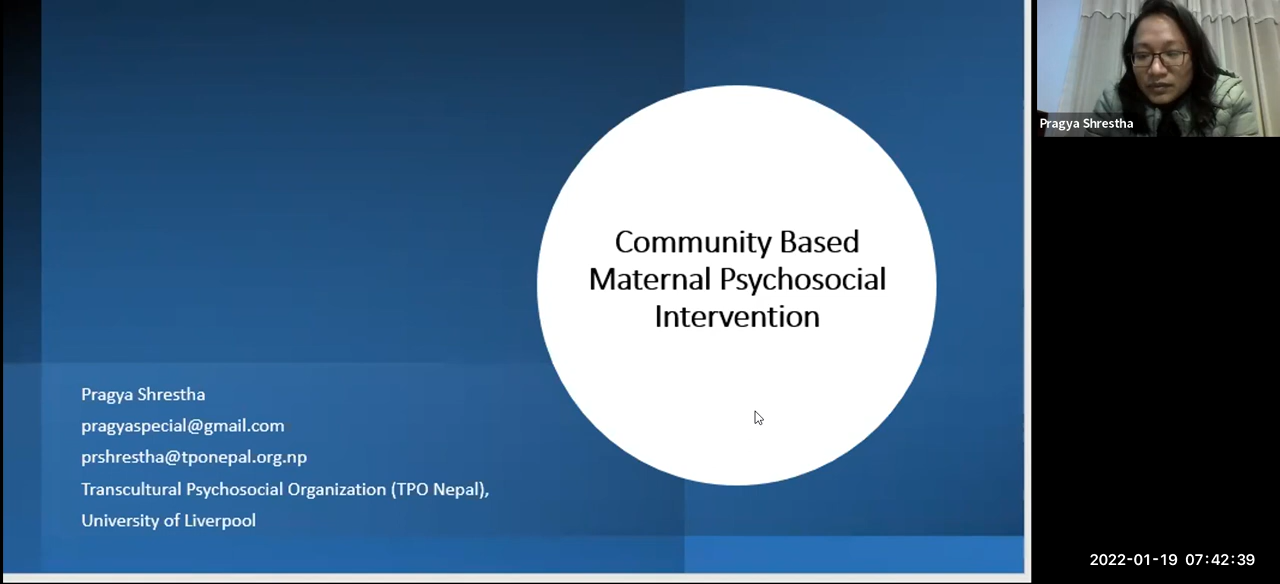 Community Based
Maternal Psychosocial
Intervention
Pragya Shrestha
pragyaspecial@gmail.com
prshrestha@tponepal.org.np
Transcultural Psychosocial Organization (TPO Nepal),
University of Liverpool
Pragya Shrestha
2022-01-19 07:42:39